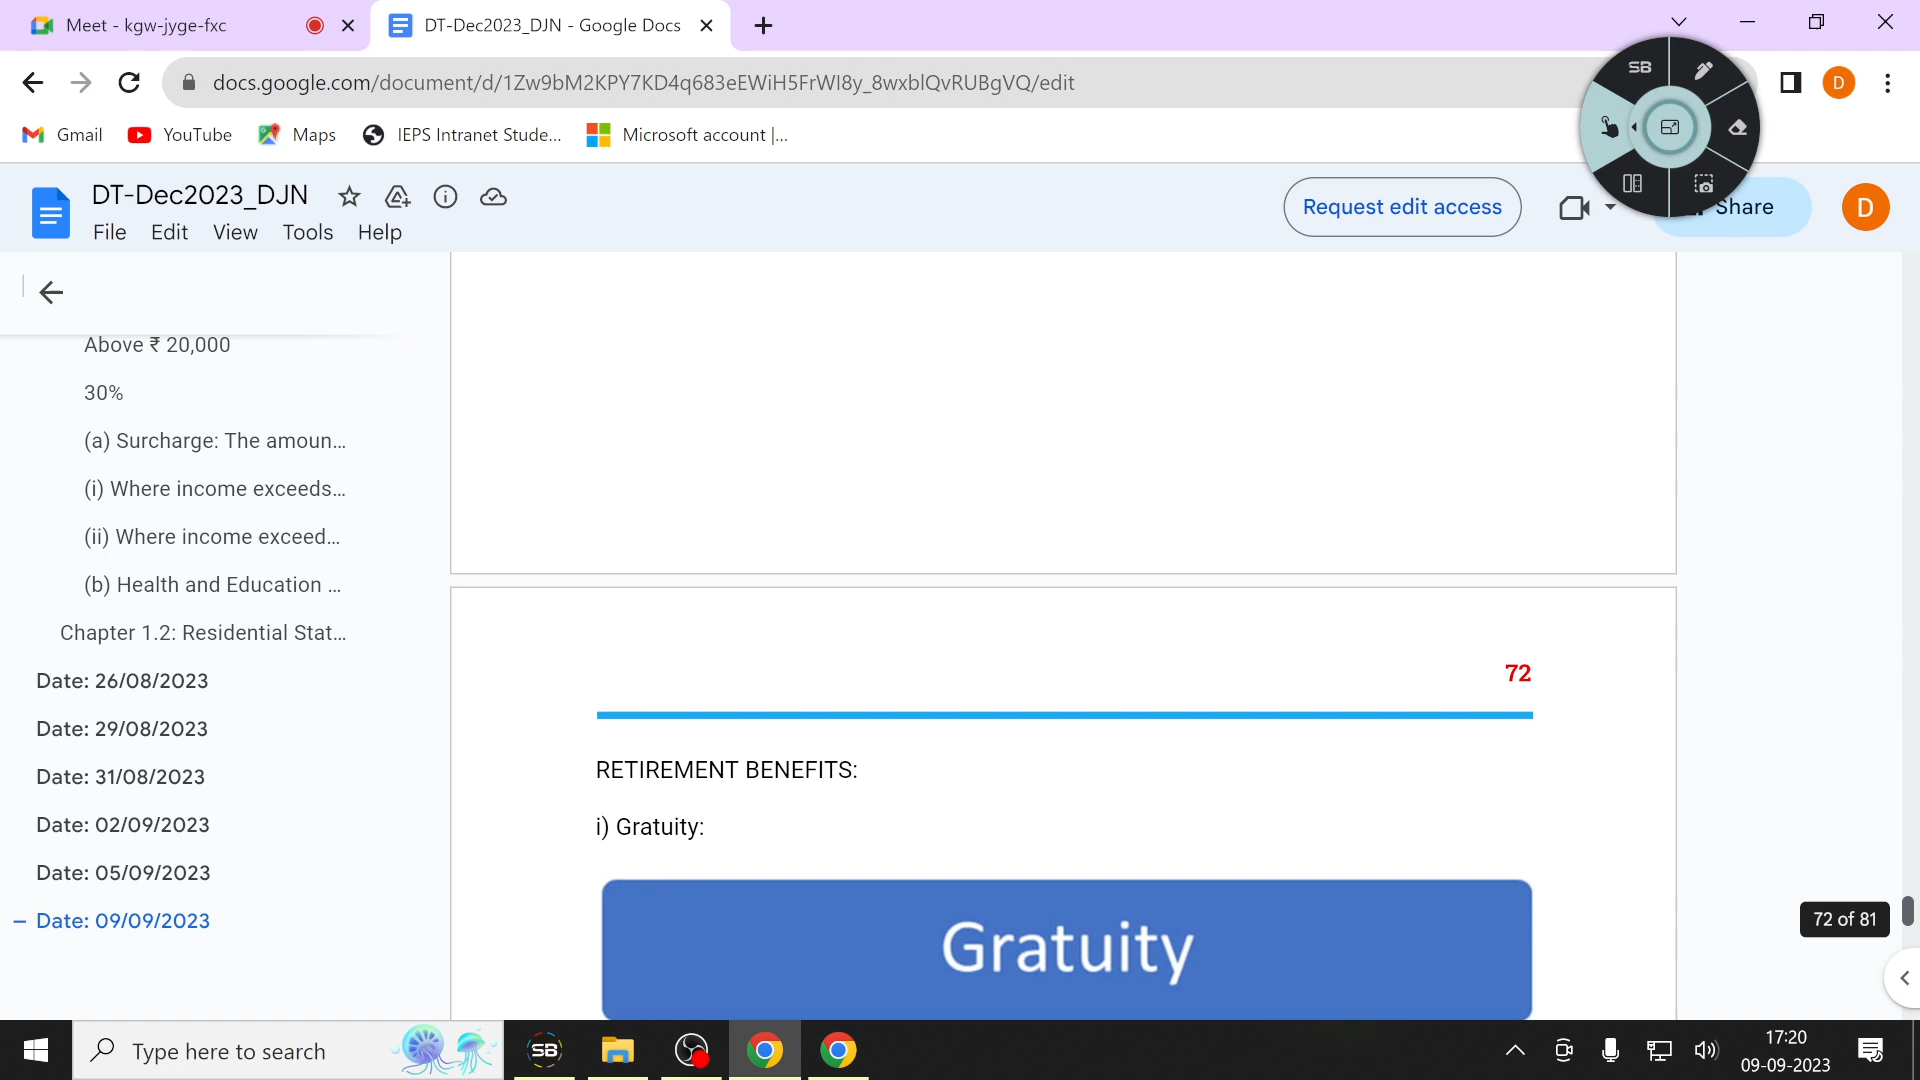 Meet - kgw-jyge-fxc
DT-Dec2023_DJN - Google Docs
docs.google.com/document/d/1Zw9bM2KPY7KD4q683eEWiH5FrWI8y_8wxblQvRUBgVQ/edit
SB
D
Gmail
YouTube
Maps
IEPS Intranet Stude...
Microsoft account |...
DT-Dec2023_DJN
File Edit View Tools Help
Request edit access
Share
D
Above ₹ 20,000
30%
(a) Surcharge: The amoun...
(i) Where income exceeds...
(ii) Where income exceed...
(b) Health and Education ...
Chapter 1.2: Residential Stat...
Date: 26/08/2023
Date: 29/08/2023
Date: 31/08/2023
Date: 02/09/2023
Date: 05/09/2023
Date: 09/09/2023
72
RETIREMENT BENEFITS:
i) Gratuity:
Gratuity
72 of 81
Type here to search
SB
17:20
09-09-2023